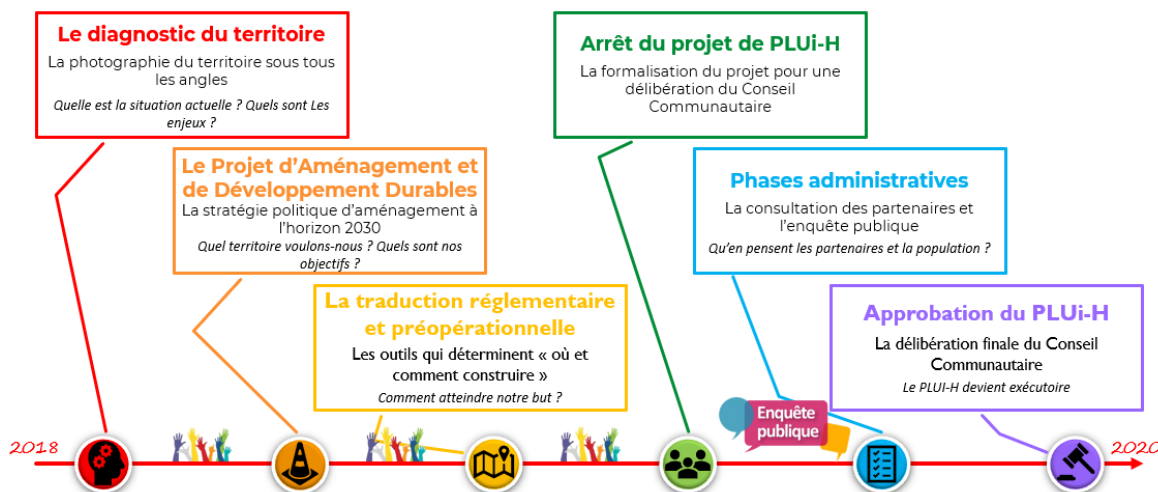 Le diagnostic du territoire
La photographie du territoire sous tous
les angles
Quelle est la situation actuelle ? Quels sont Les
enjeux ?
Le Projet d'Aménagement et
de Développement Durables
La stratégie politique d'aménagement à
l'horizon 2030
Quel territoire voulons-nous ? Quels sont nos
objectifs ?
La traduction réglementaire
et préopérationnelle
Les outils qui déterminent « où et
comment construire »
Comment atteindre notre but ?
Arrêt du projet de PLUi-H
La formalisation du projet pour une
délibération du Conseil
Communautaire
Phases administratives
La consultation des partenaires et
l'enquête publique
Qu'en pensent les partenaires et la population ?
Approbation du PLUi-H
La délibération finale du Conseil
Communautaire
Le PLUI-H devient exécutoire
Enquête
publique
2018
2020